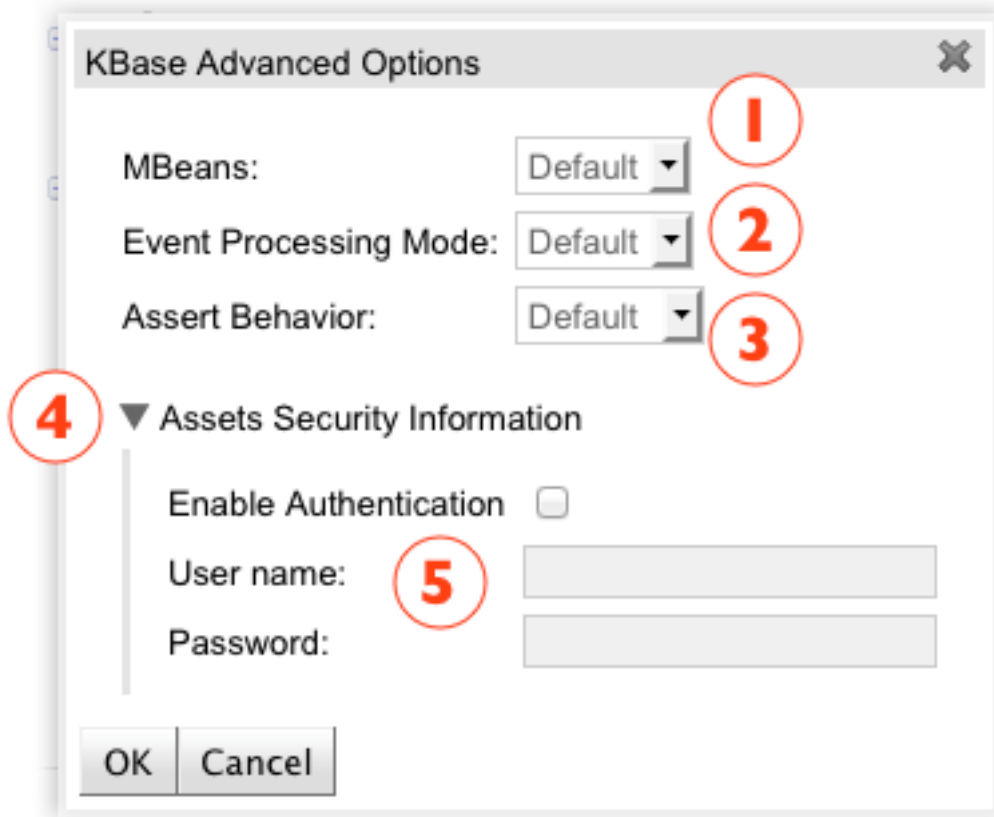 KBase Advanced Options
1
MBeans: Default
2
Event Processing Mode: Default
Assert Behavior: Default
3
4
Assets Security Information
Enable Authentication
User name:
5
Password:
OK Cancel